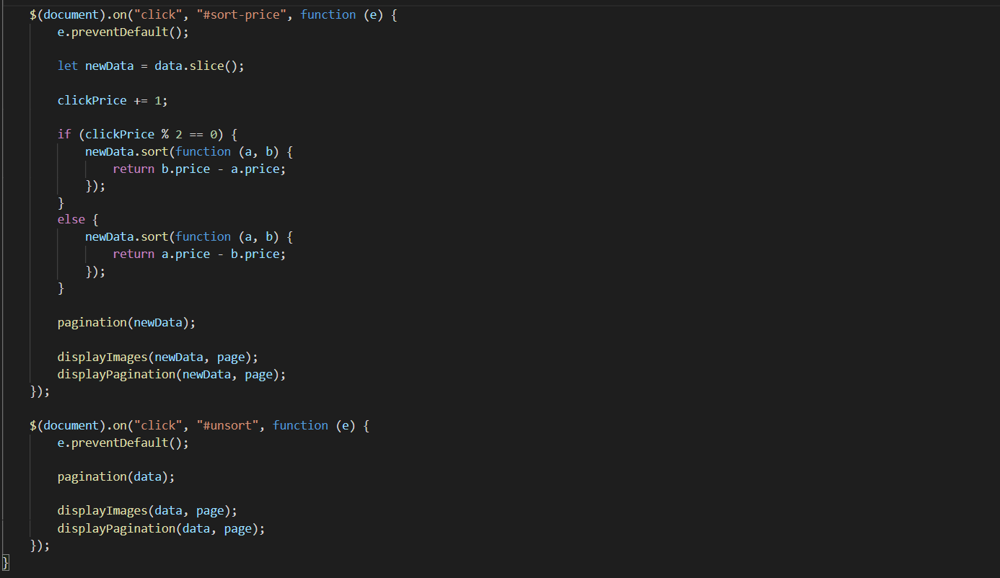 $(document).on("click", "#sort-price", function (e) {
e.preventDefault();
let newData = data.slice();
clickPrice += 1;
if (clickPrice % 2 == 0) {
newData.sort(function (a, b) {
return b.price - a.price;
});
}
else {
newData.sort(function (a, b) {
return a.price - b.price;
});
}
pagination(newData);
displayImages(newData, page);
displayPagination(newData, page);
});
$(document).on("click", "#unsort", function (e) {
e.preventDefault();
pagination(data);
displayImages(data, page);
displayPagination(data, page);
});
}